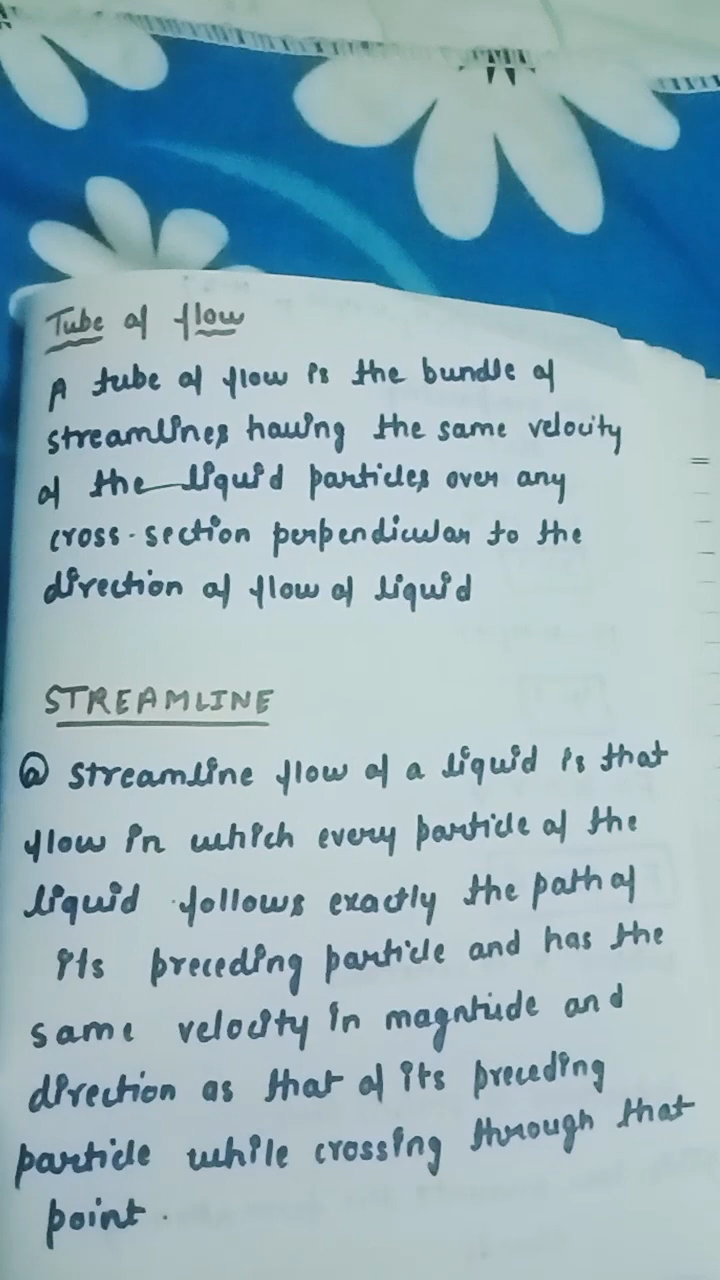 Tube of flow
A tube of flow is the bundle of
streamlines having the same velocity
of the liquid particles over any
cross-section perpendicular to the
direction of flow of liquid
STREAMLINE
@ streamline flow of a liquid is that
flow in which every particle of the
liquid follows exactly the path of
its preceding particle and has the
same velocity in magntiude and
direction as that of its preceding
particle while crossing through that
point.